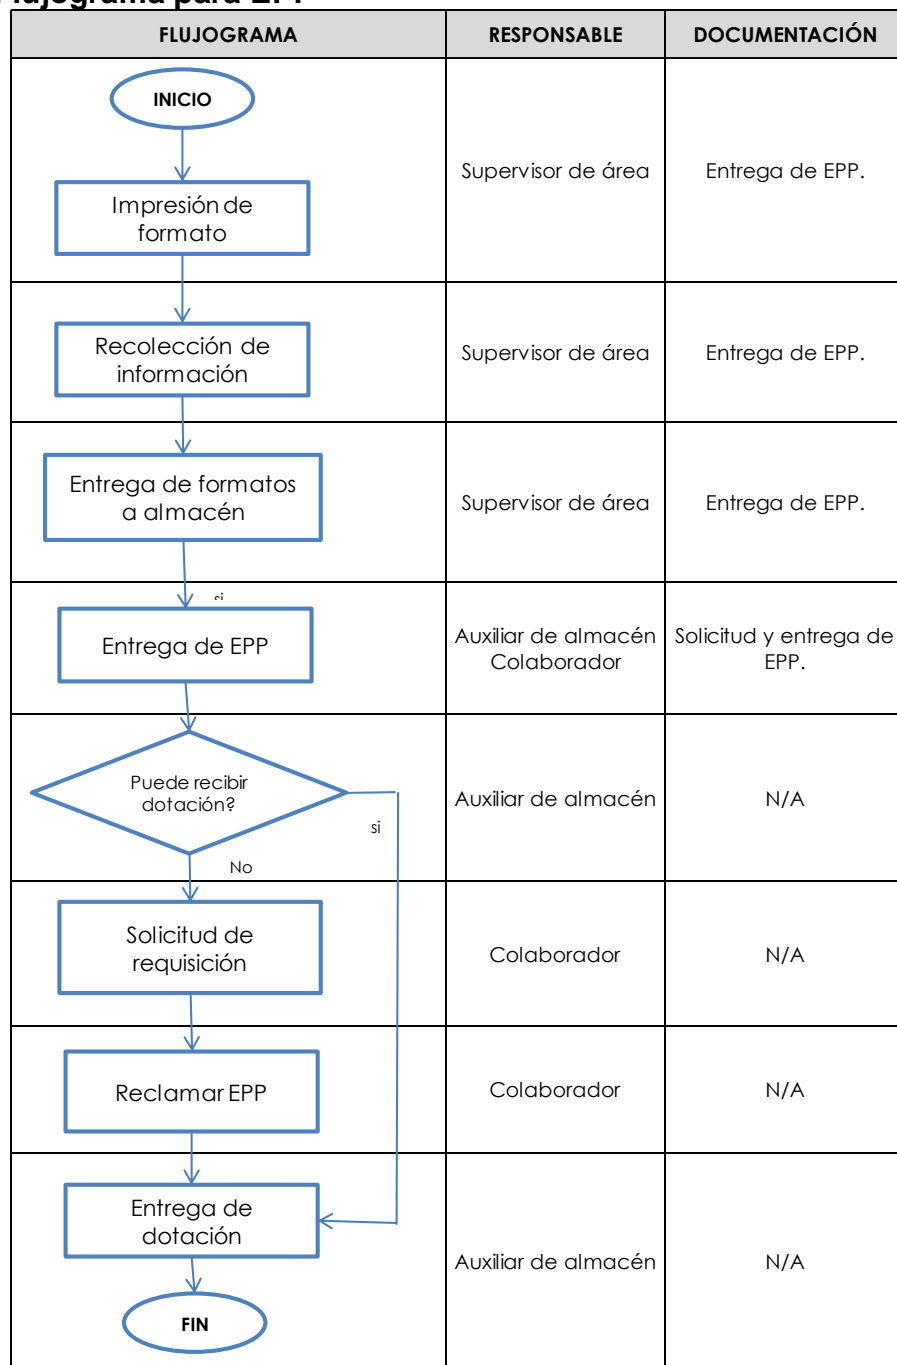 FLUJOGRAMA RESPONSABLE DOCUMENTACIÓN
INICIO
Impresión de
formato
Supervisor de área
Entrega de EPP.
Recolección de
información
Supervisor de área
Entrega de EPP.
Entrega de formatos
a almacén
Supervisor de área
Entrega de EPP.
si
Entrega de EPP
Auxiliar de almacén
Colaborador
Solicitud y entrega de
EPP.
Puede recibir
dotación?
si
No
Auxiliar de almacén
N/A
Solicitud de
requisición
Colaborador
N/A
Reclamar EPP
Colaborador
N/A
Entrega de
dotación
FIN
Auxiliar de almacén
N/A